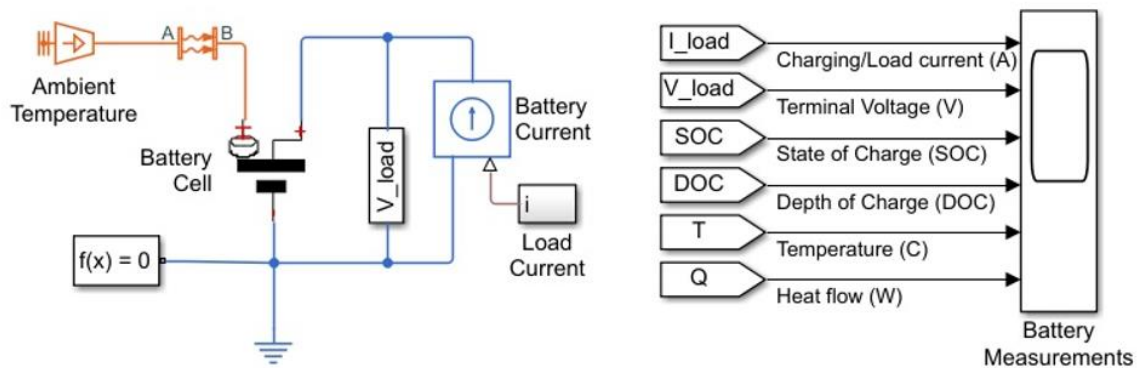 A
B
Ambient
Temperature
Battery
Cell
V_load
Battery
Current
i
Load
Current
f(x) = 0
I_load
Charging/Load current (A)
V_load
Terminal Voltage (V)
SOC
State of Charge (SOC)
DOC
Depth of Charge (DOC)
T
Temperature (C)
Q
Heat flow (W)
Battery
Measurements